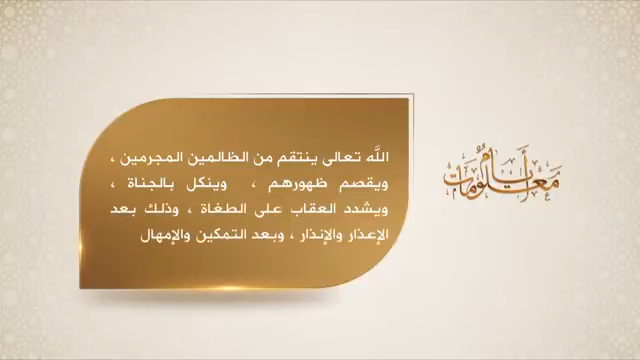 الله تعالى ينتقم من الظالمين المجرمين ،
ويقصم ظهورهم ، وينكل بالجناة ،
ويشدد العقاب على الطغاة ، وذلك بعد
الإعذار والإنذار ، وبعد التمكين والإمهال
أيام معلومات